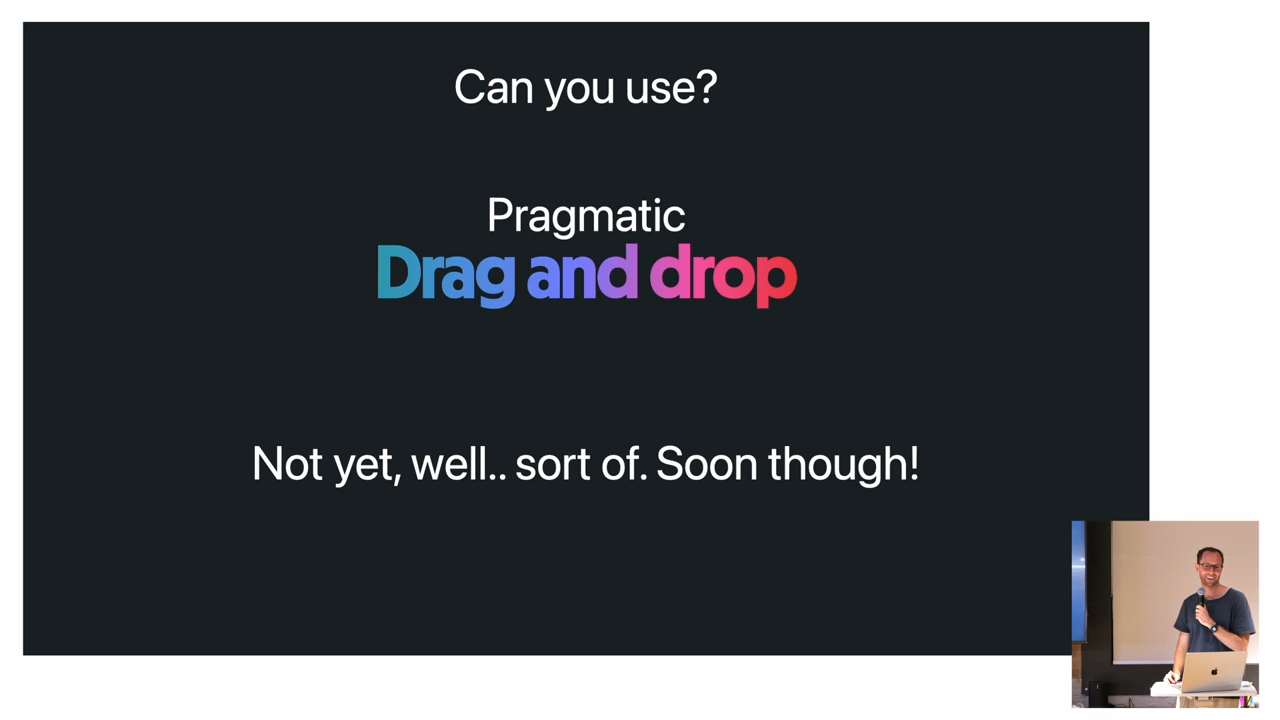 Can you use?
Pragmatic
Drag and drop
Not yet, well.. sort of. Soon though!